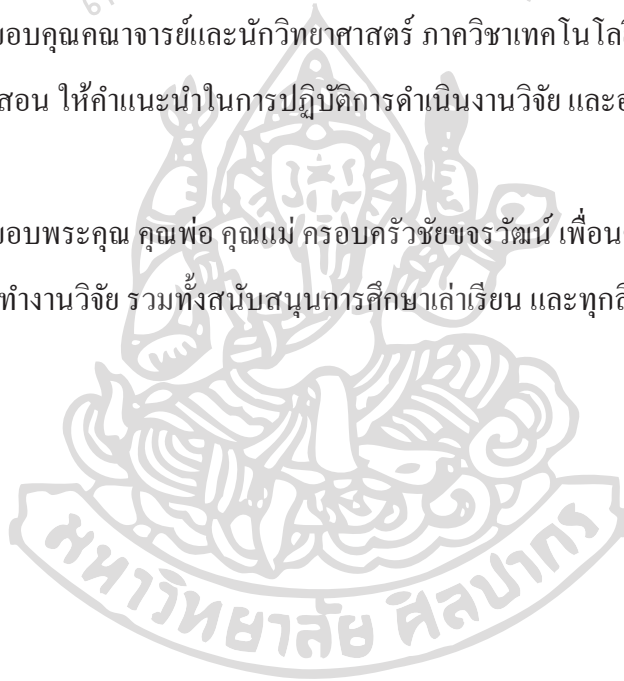 ขอบคุณคณาจารย์และนักวิทยาศาสตร์ ภาควิชาเทคโนโล
สอน ให้คำแนะนำในการปฏิบัติการดำเนินงานวิจัย และ
ขอบพระคุณ คุณพ่อ คุณแม่ ครอบครัวชัยขจรวัฒน์ เพื่อน
ทำงานวิจัย รวมทั้งสนับสนุนการศึกษาเล่าเรียน และทุก
มหาวิทยาลัย ศิลปากร